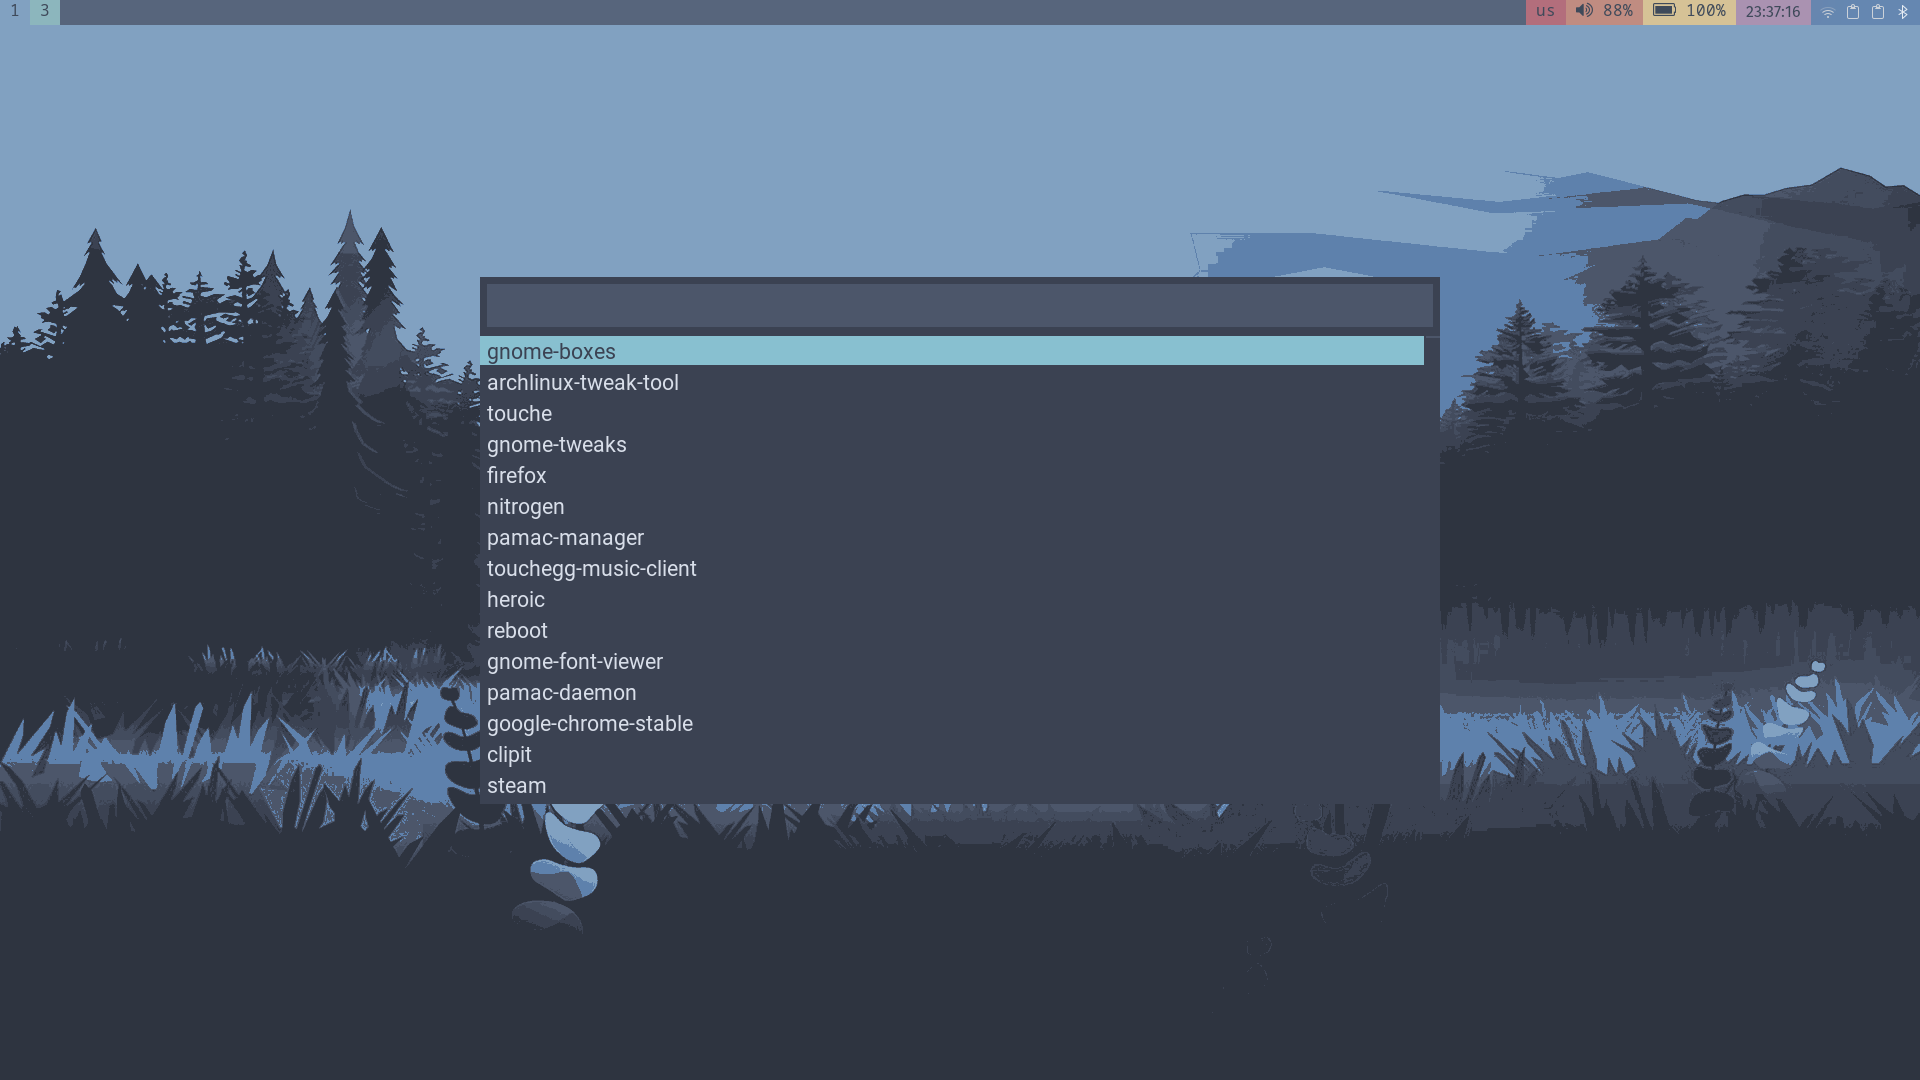 1 3 us 88% 100% 23:37:16
gnome-boxes
archlinux-tweak-tool
touche
gnome-tweaks
firefox
nitrogen
pamac-manager
touchegg-music-client
heroic
reboot
gnome-font-viewer
pamac-daemon
google-chrome-stable
clipit
steam